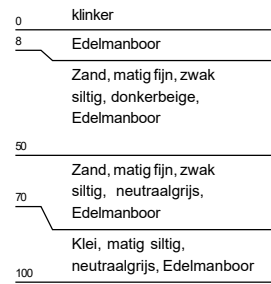 klinker
0
8
Edelmanboor
Zand, matig fijn, zwak
siltig, donkerbeige,
Edelmanboor
50
Zand, matig fijn, zwak
siltig, neutraalgrijs,
70
Edelmanboor
Klei, matig siltig,
neutraalgrijs, Edelmanboor
100